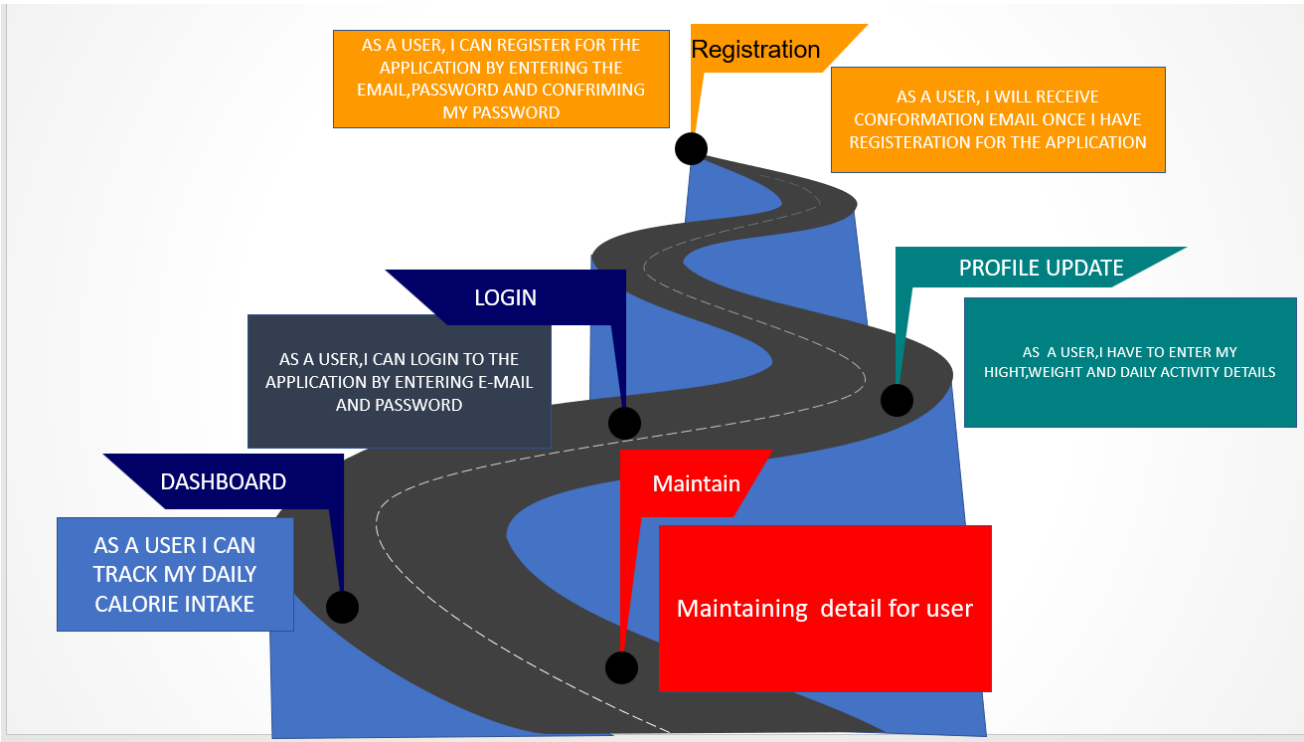 AS A USER, I CAN REGISTER FOR THE
APPLICATION BY ENTERING THE
EMAIL,PASSWORD AND CONFRIMING
MY PASSWORD
Registration
AS A USER, I WILL RECEIVE
CONFORMATION EMAIL ONCE I HAVE
REGISTERATION FOR THE APPLICATION
PROFILE UPDATE
AS A USER,I HAVE TO ENTER MY
HIGHT,WEIGHT AND DAILY ACTIVITY DETAILS
LOGIN
AS A USER,I CAN LOGIN TO THE
APPLICATION BY ENTERING E-MAIL
AND PASSWORD
DASHBOARD
AS A USER I CAN
TRACK MY DAILY
CALORIE INTAKE
Maintain
Maintaining detail for user